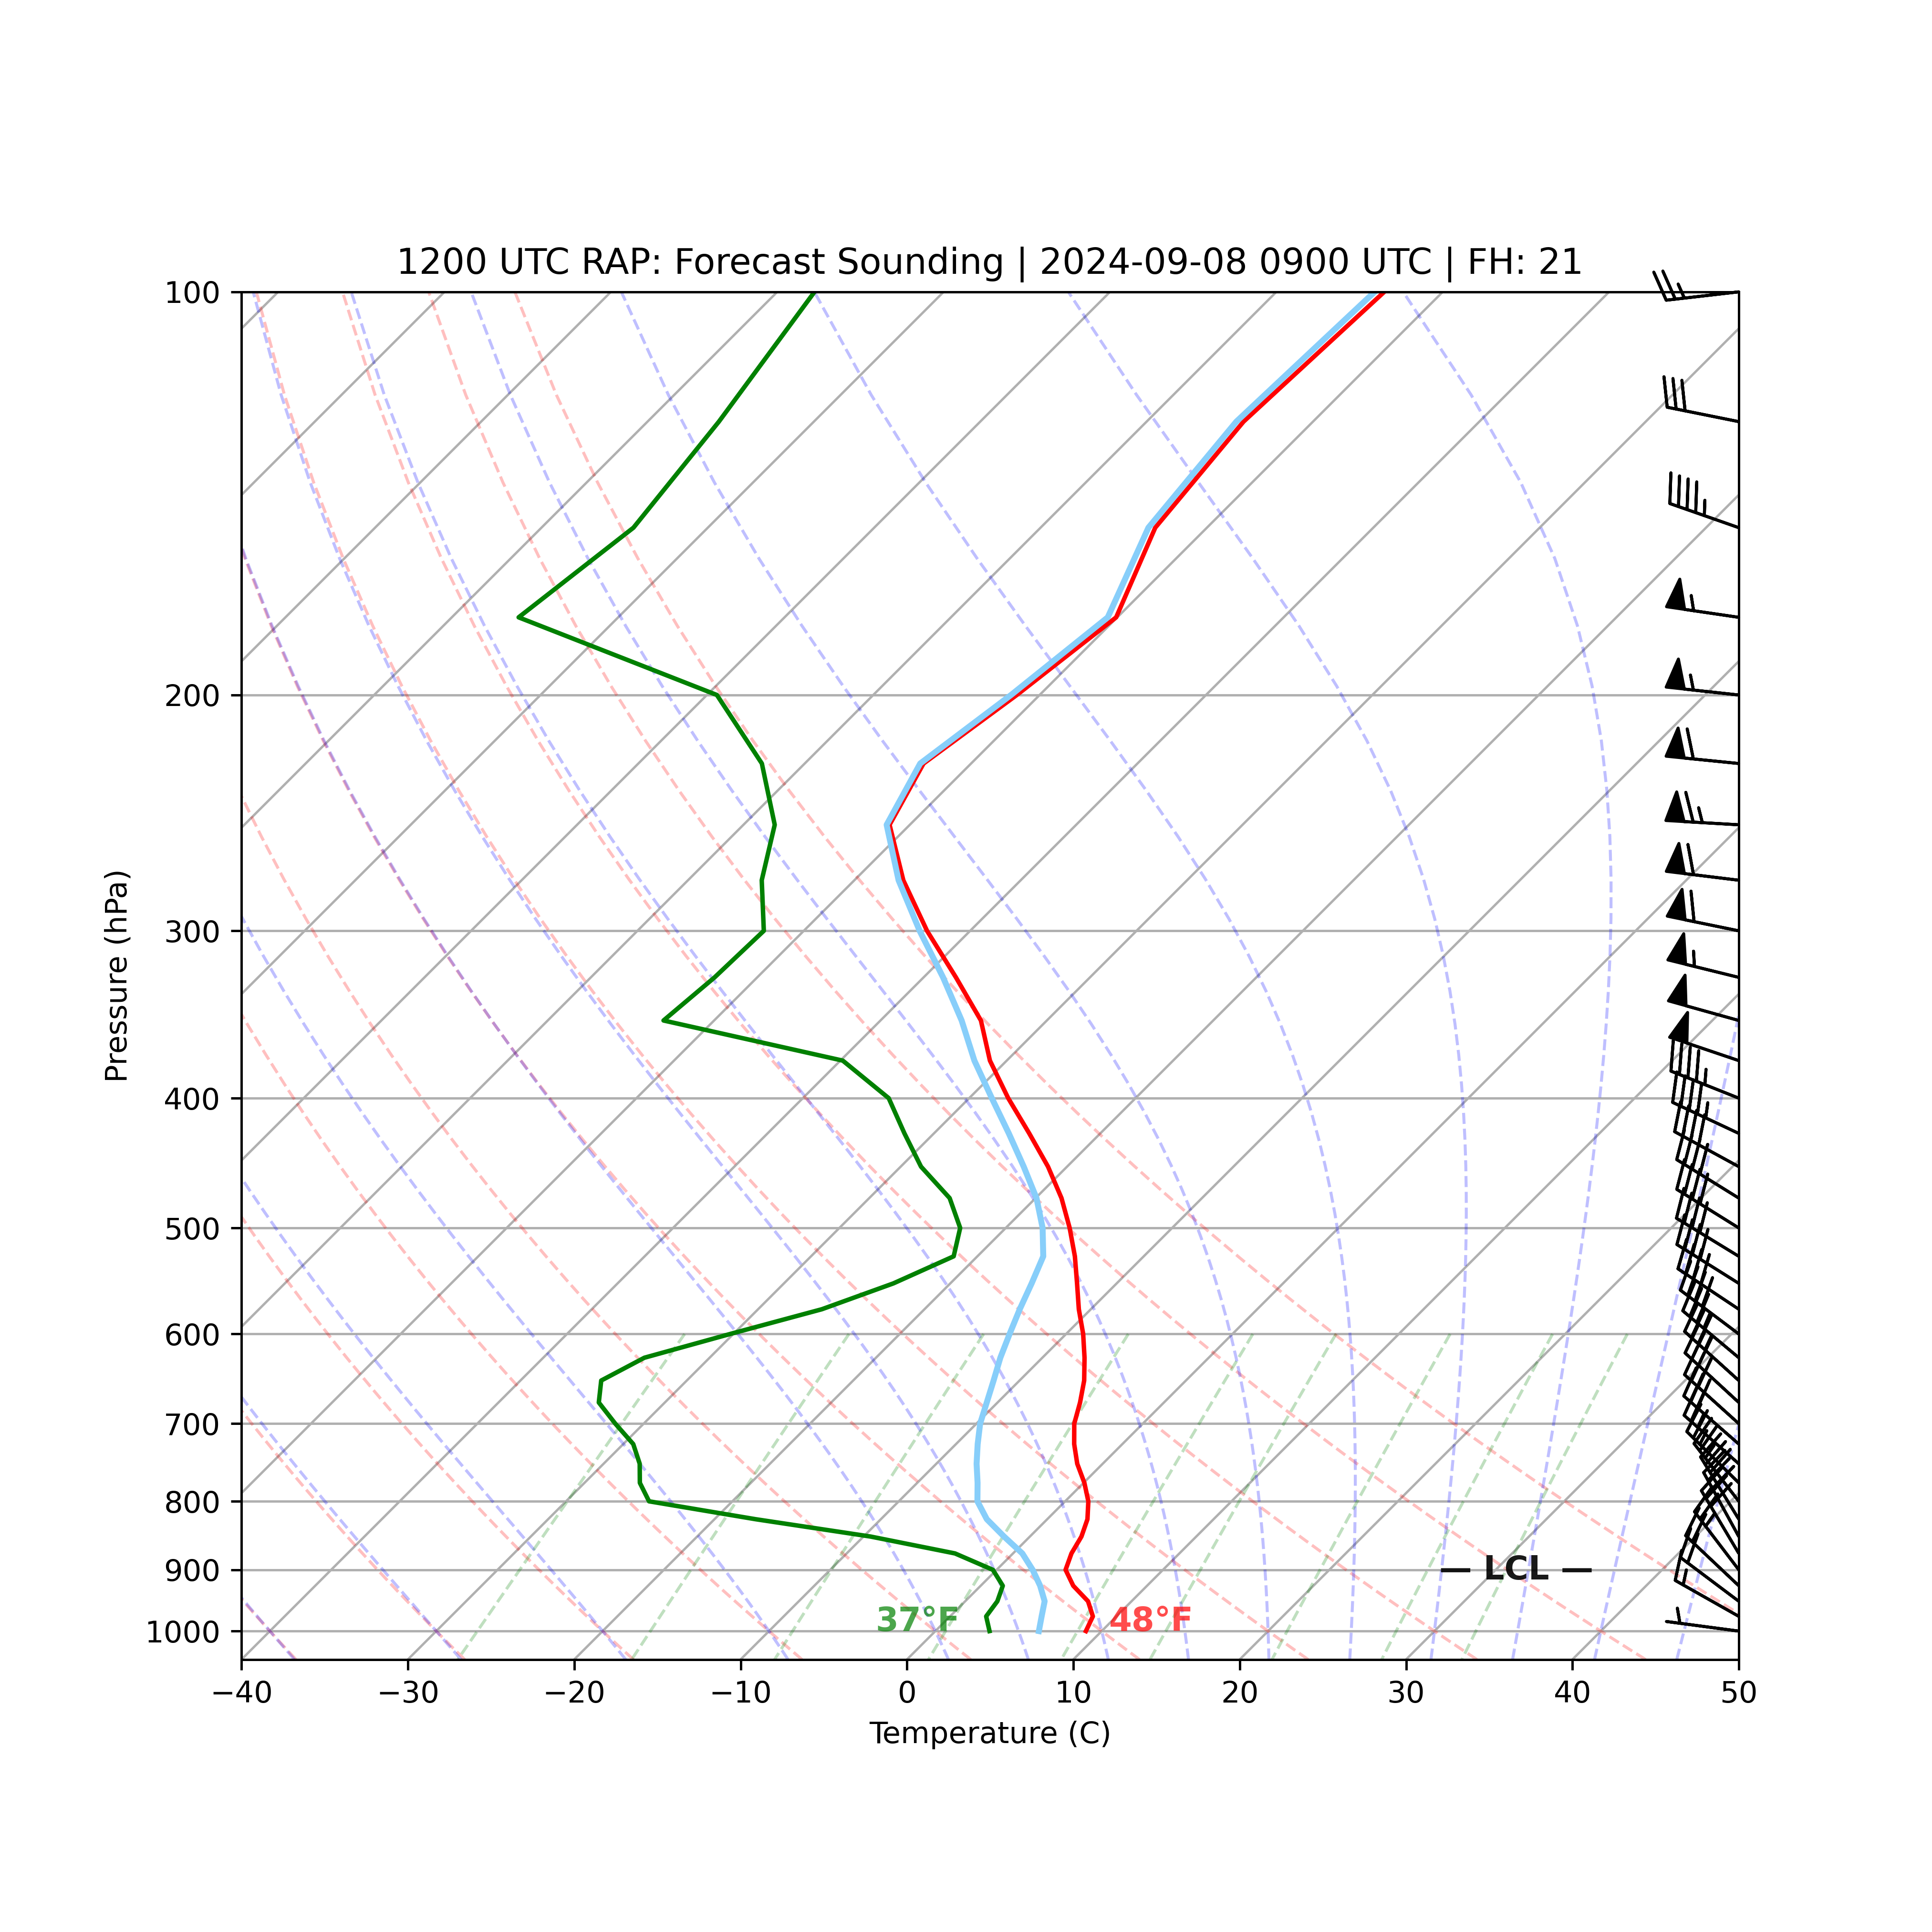 1200 UTC RAP: Forecast Sounding | 2024-09-08 0900 UTC | FH: 21
100
200
300
400
500
600
700
800
900
1000
Pressure (hPa)
— LCL —
37°F
48°F
−40 −30 −20 −10 0 10 20 30 40 50
Temperature (C)